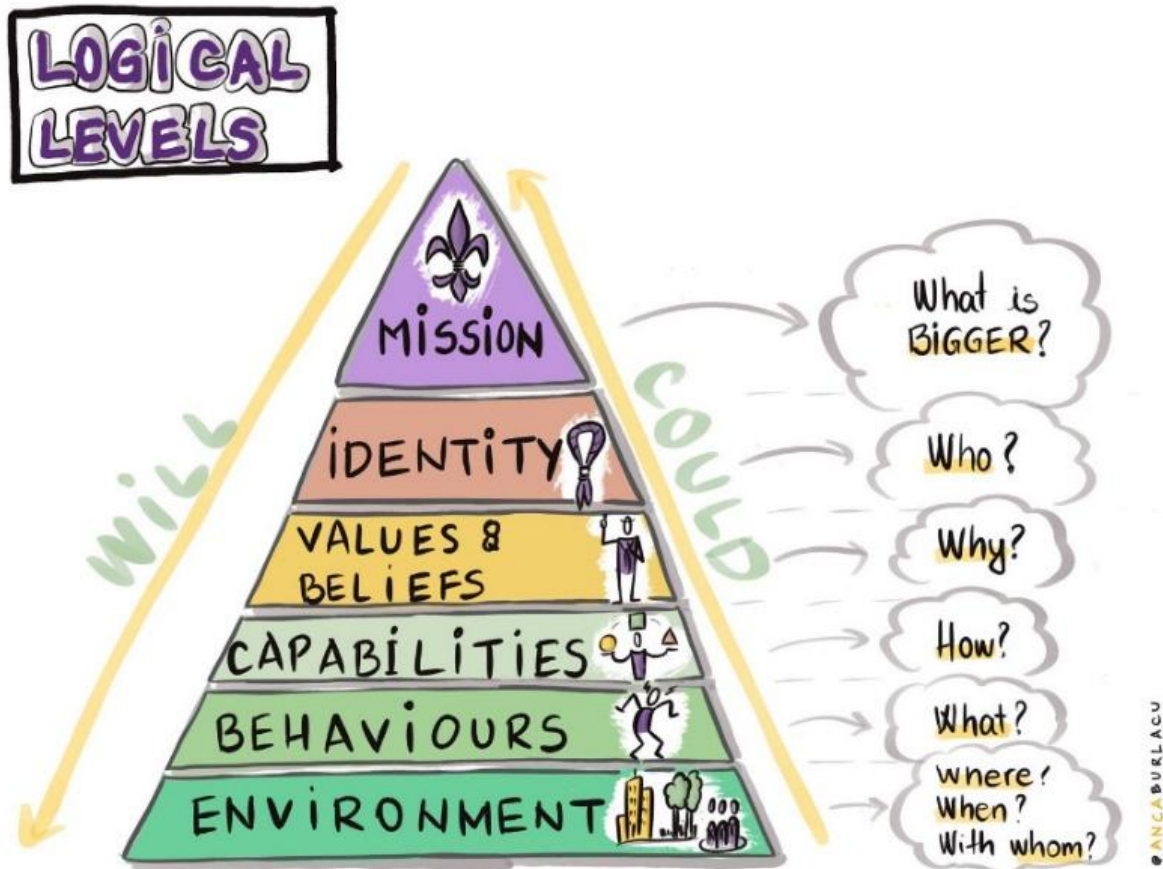 LOGiCAL
LEVELS
MiSSiON
iDENTiTY
VALUES &
BELiEFS
CAPABiLiTiES
BEHAViOURS
ENViRONMENT
WiLL
COULD
What is
BiGGER?
Who?
Why?
How?
What?
where?
When?
With whom?
@ANCABURLACU